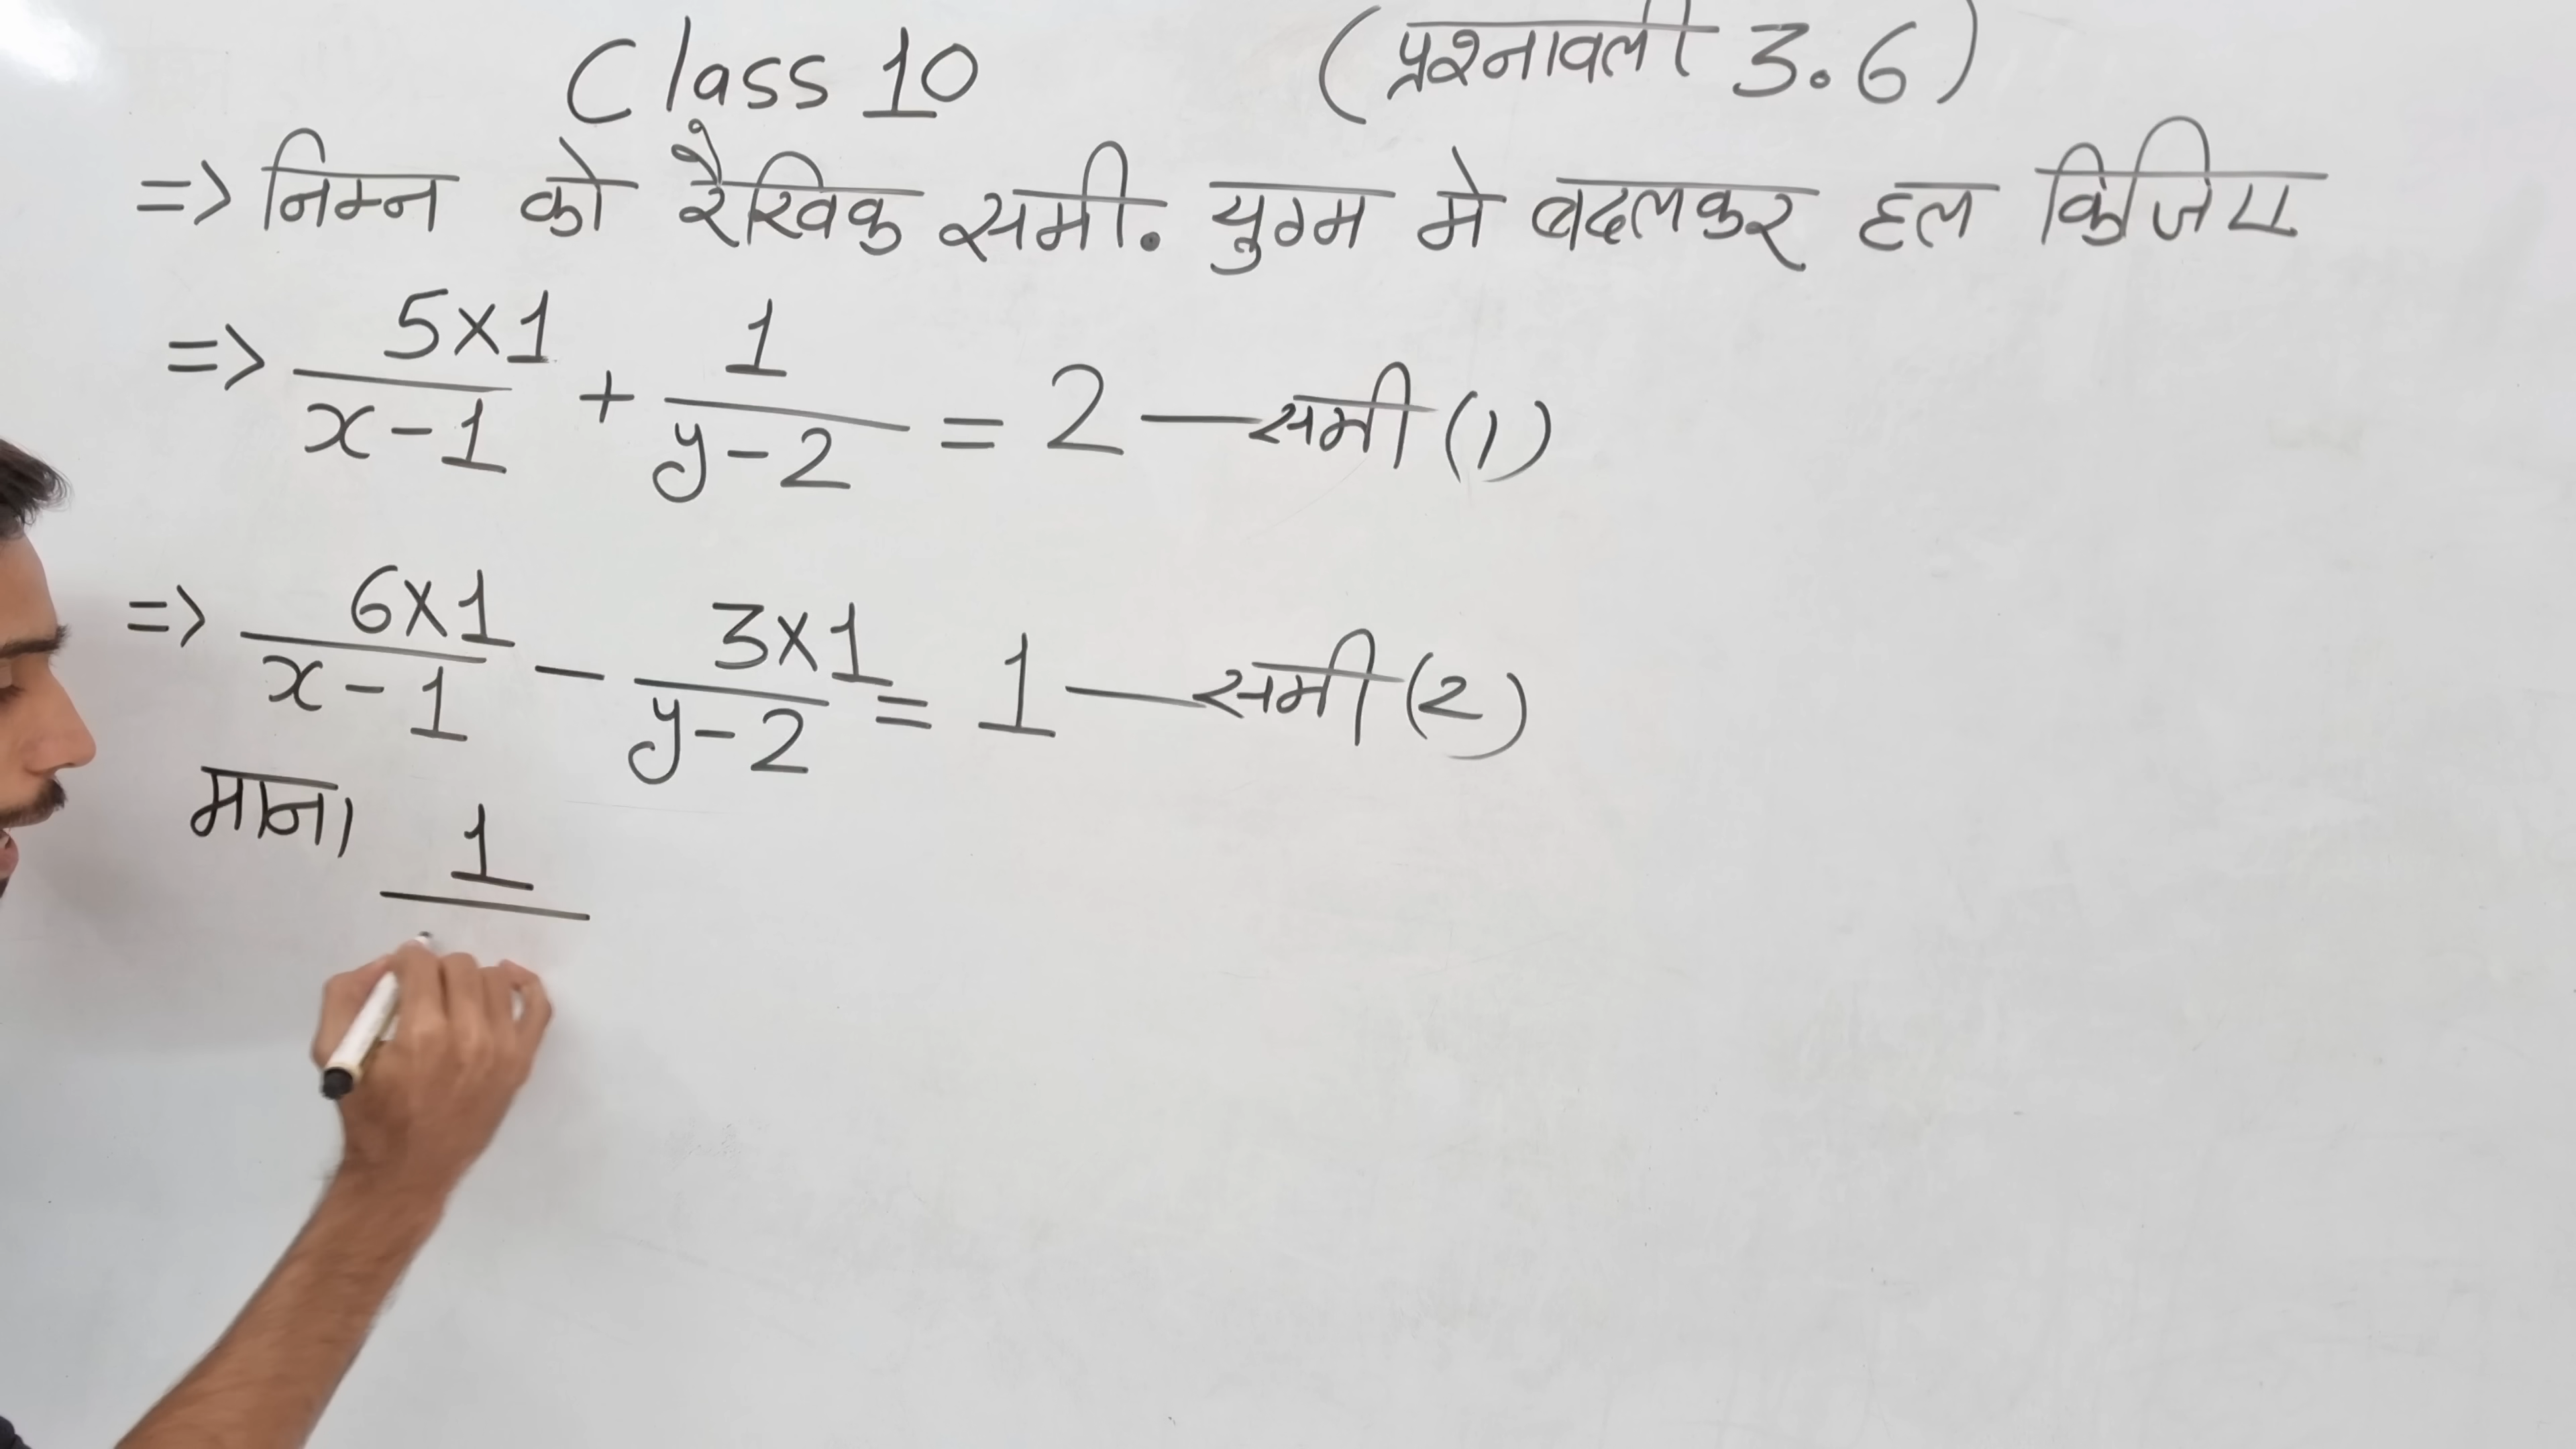 Class 10 (प्रश्नावली 3.6)
=> निम्न को रैखिक समी. युग्म मे बदलकर हल किजिए
=> 5×1/x-1 + 1/y-2 = 2 — समी (1)
=> 6×1/x-1 - 3×1/y-2 = 1 — समी (2)
माना 1/